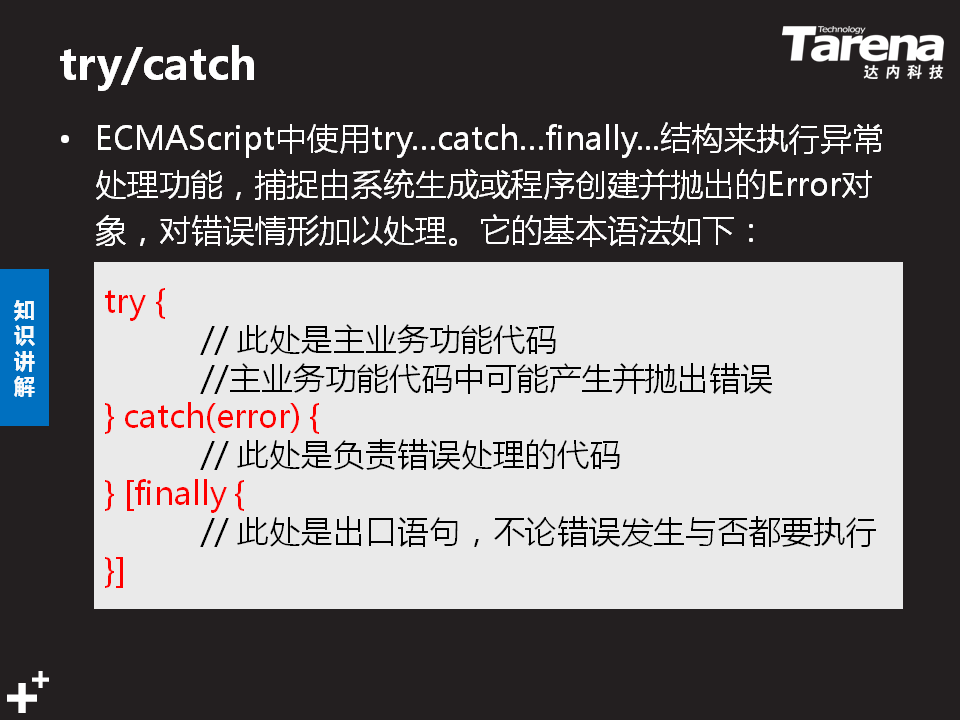 try/catch
Technology
Tarena
达内科技
• ECMAScript中使用try…catch…finally…结构来执行异常
处理功能，捕捉由系统生成或程序创建并抛出的Error对
象，对错误情形加以处理。它的基本语法如下：
知识讲解
try {
// 此处是主业务功能代码
//主业务功能代码中可能产生并抛出错误
} catch(error) {
// 此处是负责错误处理的代码
} [finally {
// 此处是出口语句，不论错误发生与否都要执行
}]